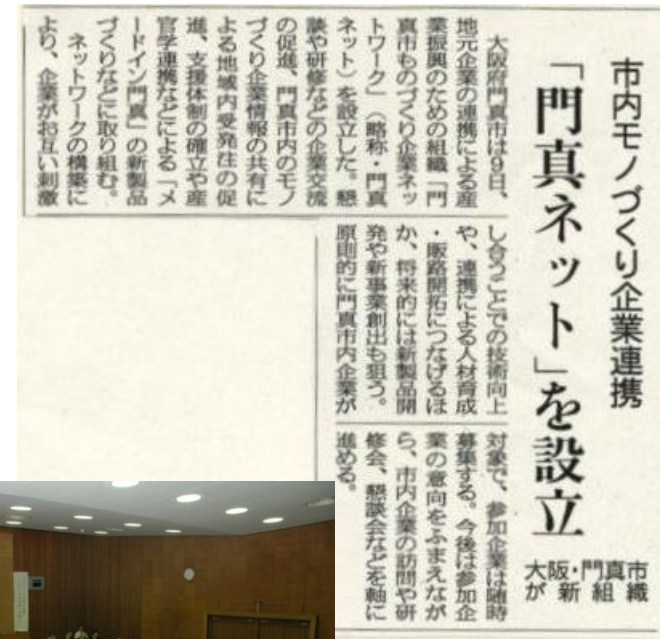 市内モノづくり企業連携
「門真ネット」を設立
大阪・門真市
が新組織
大阪府門真市は9日、
地元企業の連携による産
業振興のための組織「門
真市ものづくり企業ネッ
トワーク」(略称・門真
ネット)を設立した。懇
談や研修などの企業交流
の促進、門真市内のモノ
づくり企業情報の共有に
よる地域内受発注の促
進、支援体制の確立や産
官学連携などによる「メ
ードイン門真」の新製品
づくりなどに取り組む。
ネットワークの構築に
より、企業がお互い刺激
し合うことでの技術向上
や、連携による人材育成
・販路開拓につなげるほ
か、将来的には新製品開
発や新事業創出も狙う。
原則的に門真市内企業が
対象で、参加企業は随時
募集する。今後は参加企
業の意向をふまえなが
ら、市内企業の訪問や研
修会、懇談会などを軸に
進める。